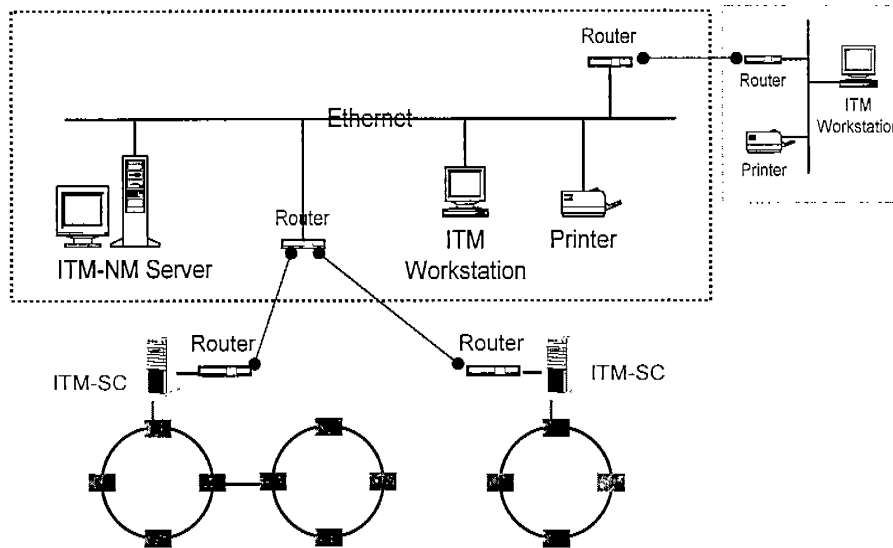 Router
Router
ITM
Workstation
Printer
Ethernet
Router
ITM-NM Server
ITM
Workstation
Printer
Router
Router
ITM-SC
ITM-SC